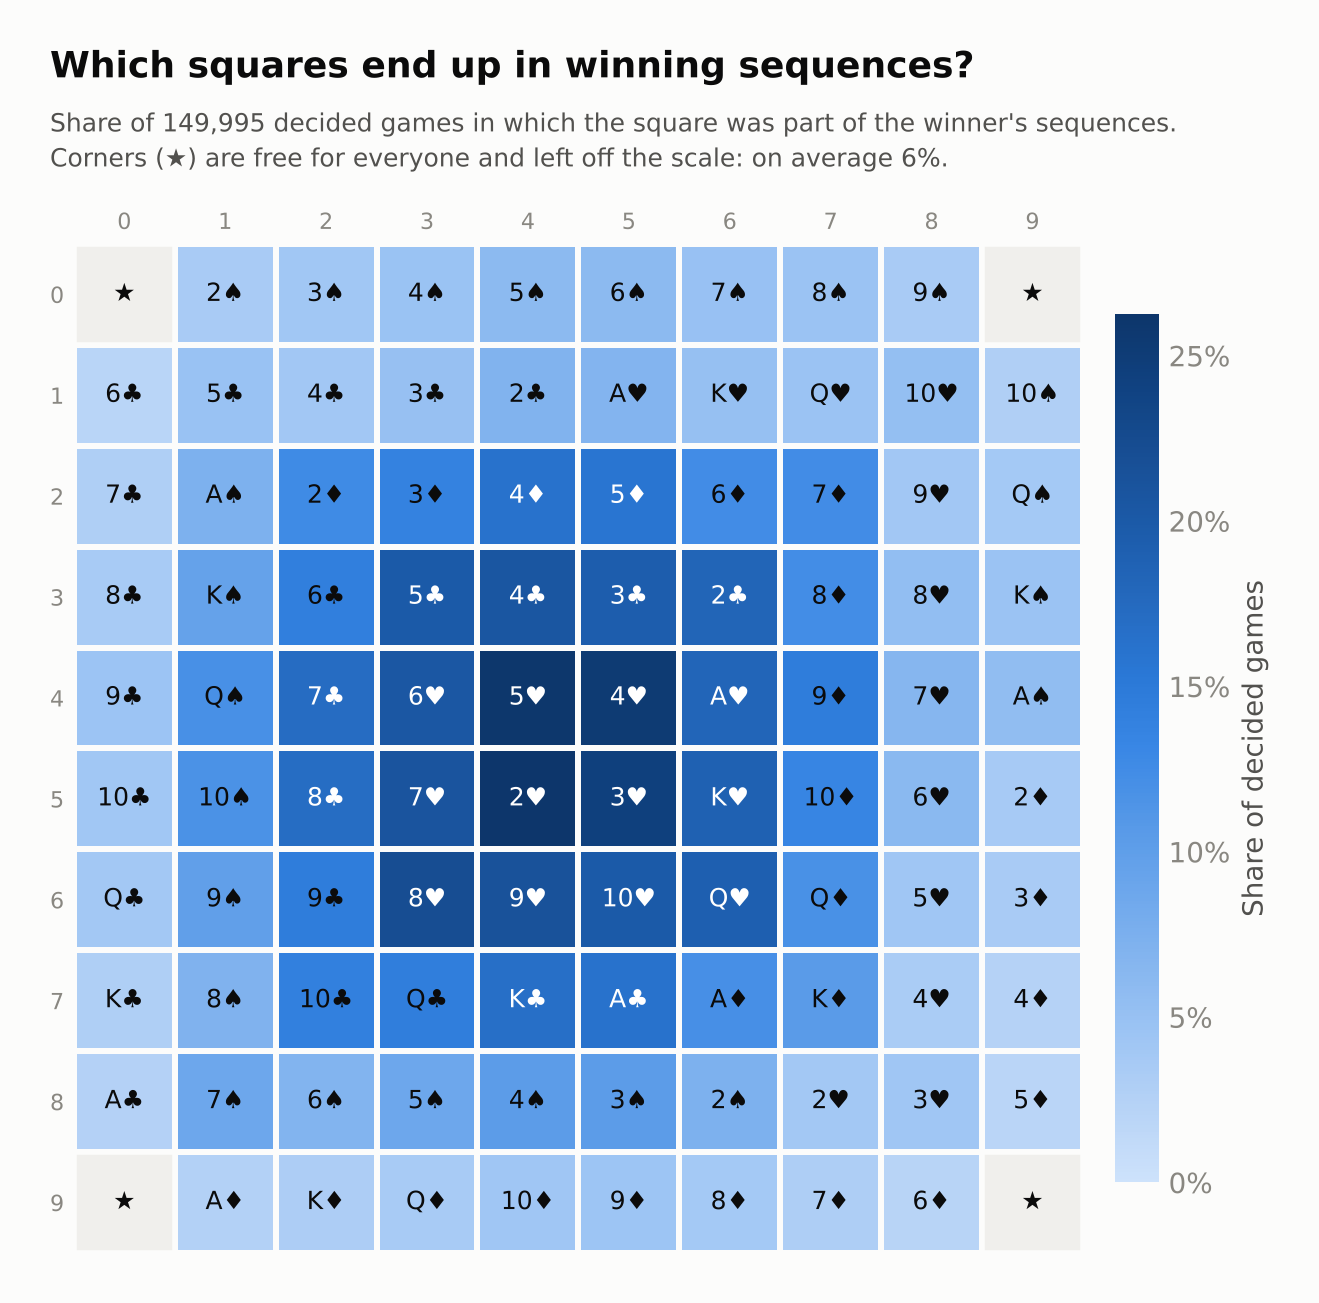 Which squares end up in winning sequences?
Share of 149,995 decided games in which the square was part of the winner's sequences.
Corners (★) are free for everyone and left off the scale: on average 6%.
0 1 2 3 4 5 6 7 8 9
0 ★ 2♠ 3♠ 4♠ 5♠ 6♠ 7♠ 8♠ 9♠ ★
1 6♣ 5♣ 4♣ 3♣ 2♣ A♥ K♥ Q♥ 10♥ 10♠
2 7♣ A♠ 2♦ 3♦ 4♦ 5♦ 6♦ 7♦ 9♥ Q♠
3 8♣ K♠ 6♣ 5♣ 4♣ 3♣ 2♣ 8♦ 8♥ K♠
4 9♣ Q♠ 7♣ 6♥ 5♥ 4♥ A♥ 9♦ 7♥ A♠
5 10♣ 10♠ 8♣ 7♥ 2♥ 3♥ K♥ 10♦ 6♥ 2♦
6 Q♣ 9♠ 9♣ 8♥ 9♥ 10♥ Q♥ Q♦ 5♥ 3♦
7 K♣ 8♠ 10♣ Q♣ K♣ A♣ A♦ K♦ 4♥ 4♦
8 A♣ 7♠ 6♠ 5♠ 4♠ 3♠ 2♠ 2♥ 3♥ 5♦
9 ★ A♦ K♦ Q♦ 10♦ 9♦ 8♦ 7♦ 6♦ ★
25%
20%
15%
10%
5%
0%
Share of decided games